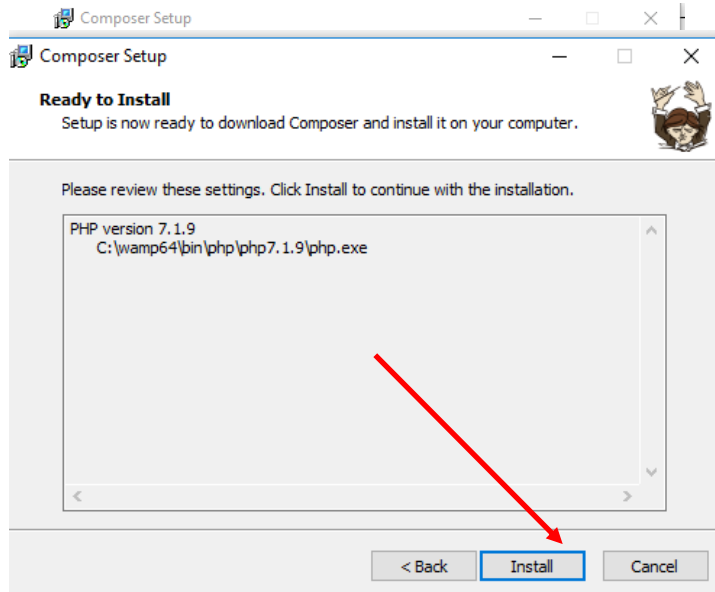 Composer Setup
Composer Setup
Ready to Install
Setup is now ready to download Composer and install it on your computer.
Please review these settings. Click Install to continue with the installation.
PHP version 7.1.9
C:\wamp64\bin\php\php7.1.9\php.exe
< Back Install Cancel